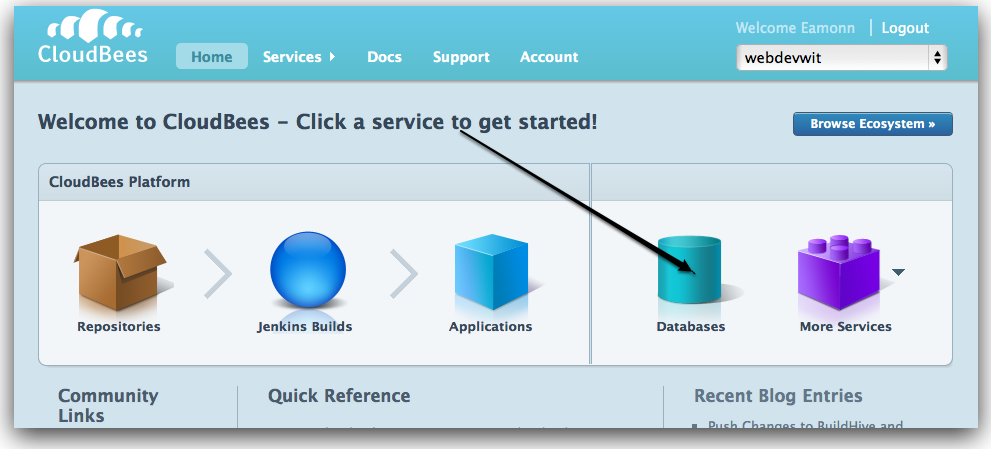 CloudBees
Home Services Docs Support Account
Welcome Eamonn Logout
webdevwit
Welcome to CloudBees – Click a service to get started!
Browse Ecosystem »
CloudBees Platform
Repositories
Jenkins Builds
Applications
Databases
More Services
Community
Links
Quick Reference
Recent Blog Entries
Push Changes to BuildHive and